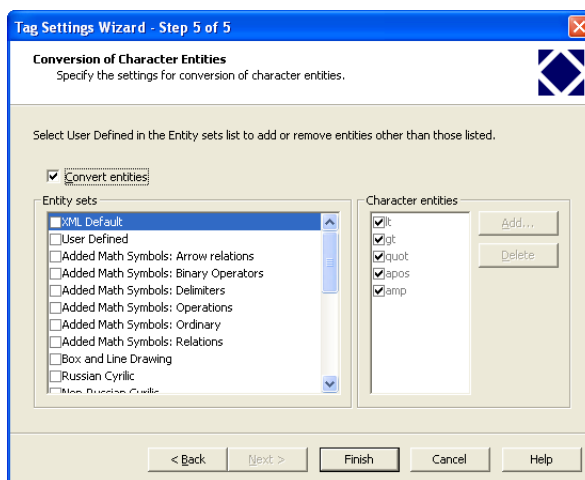 Tag Settings Wizard - Step 5 of 5
Conversion of Character Entities
Specify the settings for conversion of character entities.
Select User Defined in the Entity sets list to add or remove entities other than those listed.
Convert entities
Entity sets
XML Default
User Defined
Added Math Symbols: Arrow relations
Added Math Symbols: Binary Operators
Added Math Symbols: Delimiters
Added Math Symbols: Operations
Added Math Symbols: Ordinary
Added Math Symbols: Relations
Box and Line Drawing
Russian Cyrilic
Non-Russian Cyrilic
Character entities
lt
gt
quot
apos
amp
Add...
Delete
< Back
Next >
Finish
Cancel
Help